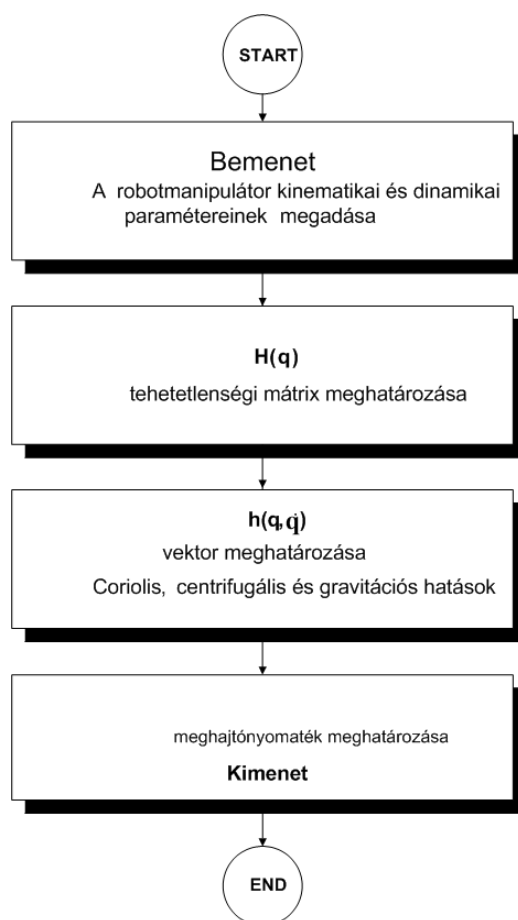 START
Bemenet
A robotmanipulátor kinematikai és dinamikai
paramétereinek megadása
H(q)
tehetetlenségi mátrix meghatározása
h(q,q̇)
vektor meghatározása
Coriolis, centrifugális és gravitációs hatások
meghajtónyomaték meghatározása
Kimenet
END